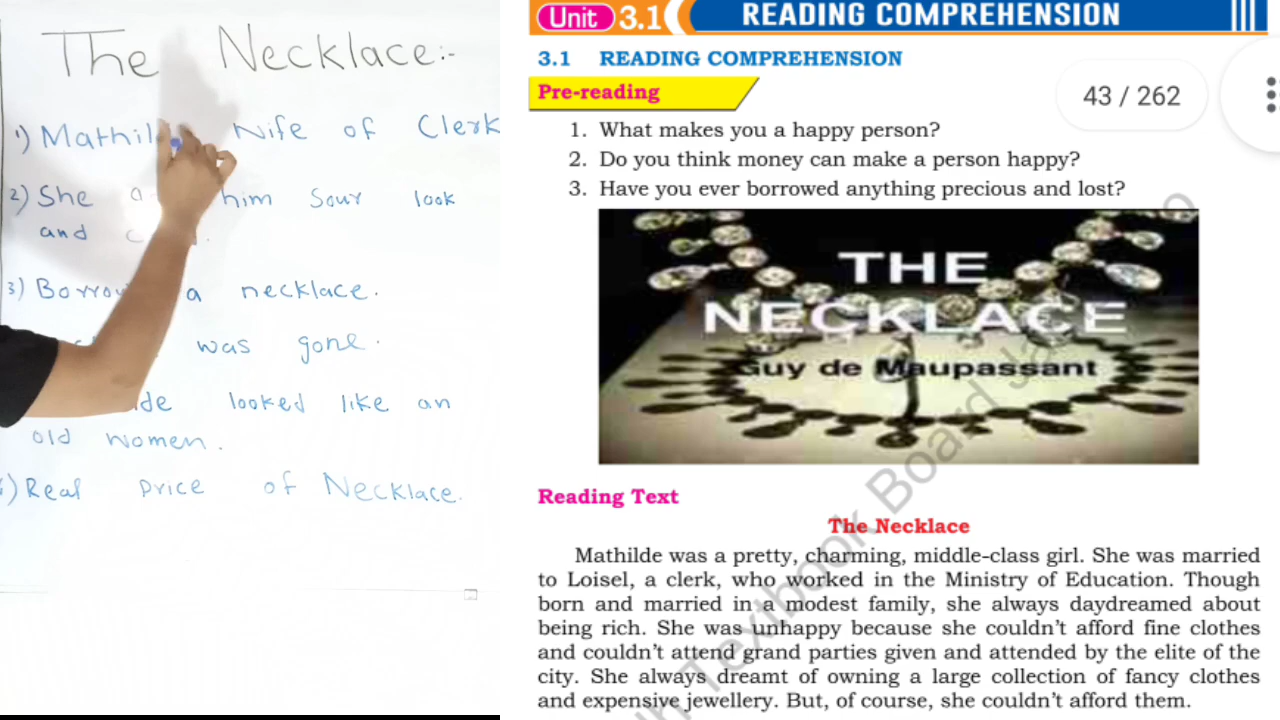 The Necklace:-
1) Mathil Wife of Clerk
2) She him Sour look
and
3) Borro a necklace.
was gone.
de looked like an
old women.
) Real price of Necklace.
Unit 3.1 READING COMPREHENSION
3.1 READING COMPREHENSION
Pre-reading
43 / 262
1. What makes you a happy person?
2. Do you think money can make a person happy?
3. Have you ever borrowed anything precious and lost?
THE
NECKLACE
Guy de Maupassant
Reading Text
The Necklace
Mathilde was a pretty, charming, middle-class girl. She was married
to Loisel, a clerk, who worked in the Ministry of Education. Though
born and married in a modest family, she always daydreamed about
being rich. She was unhappy because she couldn't afford fine clothes
and couldn't attend grand parties given and attended by the elite of the
city. She always dreamt of owning a large collection of fancy clothes
and expensive jewellery. But, of course, she couldn't afford them.
Textbook Board